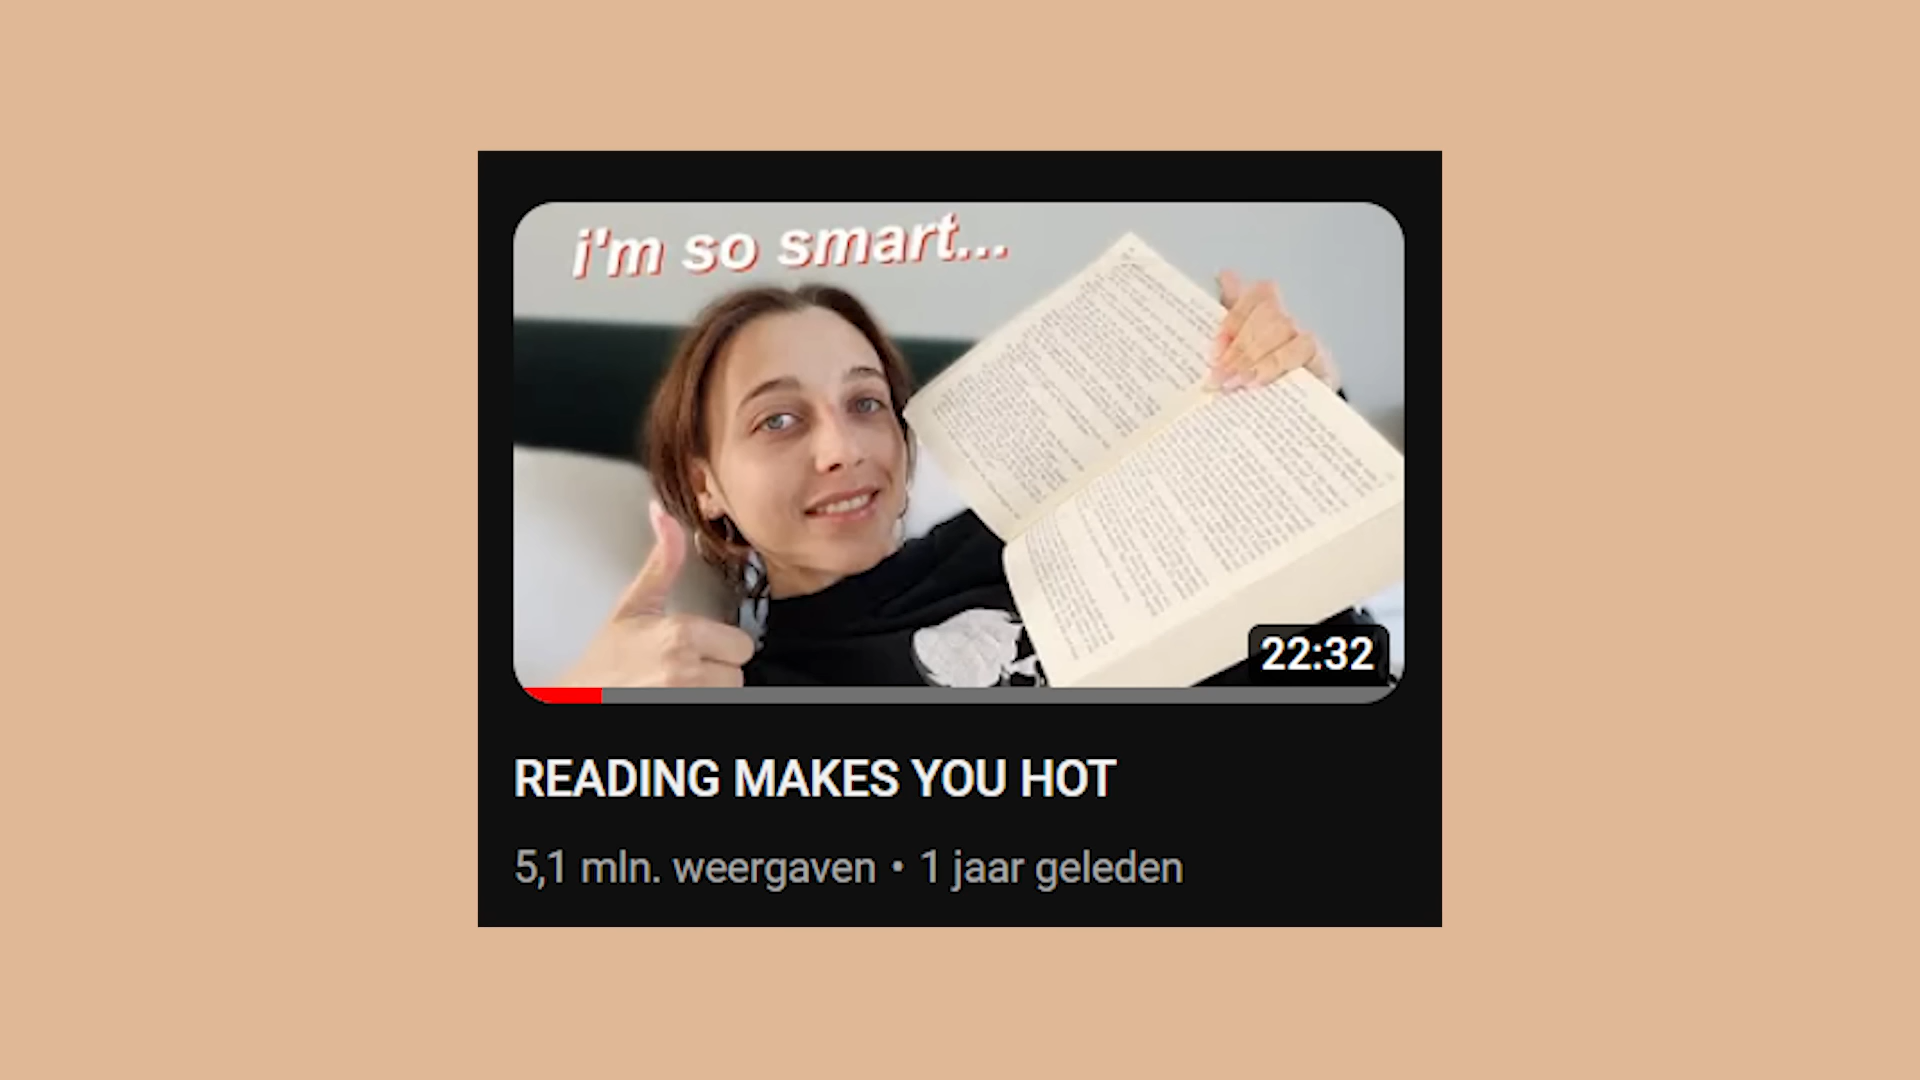 i'm so smart...
22:32
READING MAKES YOU HOT
5,1 mln. weergaven • 1 jaar geleden